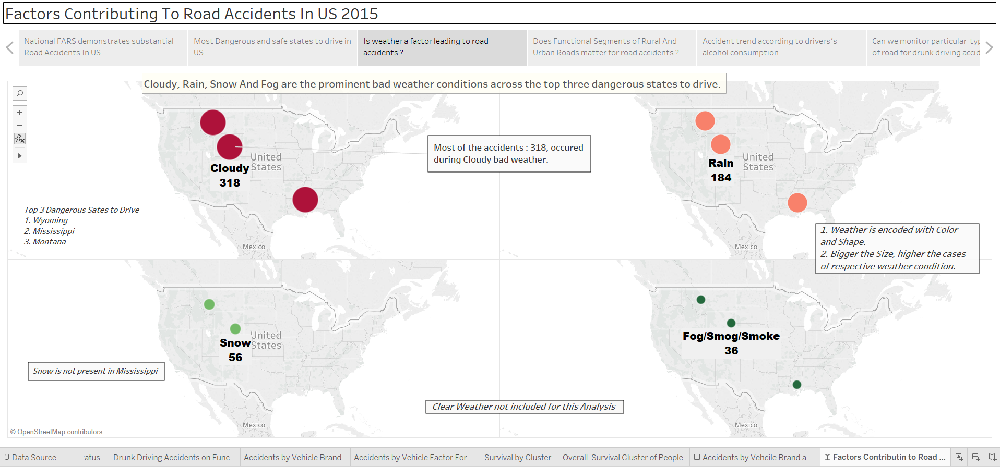 Factors Contributing To Road Accidents In US 2015
National FARS demonstrates substantial
Road Accidents In US
Most Dangerous and safe states to drive in
US
Is weather a factor leading to road
accidents ?
Does Functional Segments of Rural And
Urban Roads matter for road accidents ?
Accident trend according to drivers's
alcohol consumption
Can we monitor particular typ
of road for drunk driving accid
Cloudy, Rain, Snow And Fog are the prominent bad weather conditions across the top three dangerous states to drive.
United
States
Cloudy
318
Most of the accidents : 318, occured
during Cloudy bad weather.
Top 3 Dangerous Sates to Drive
1. Wyoming
2. Mississippi
3. Montana
Mexico
United
States
Rain
184
Mexico
1. Weather is encoded with Color
and Shape.
2. Bigger the Size, higher the cases
of respective weather condition.
United
States
Snow
56
Snow is not present in Mississippi
Mexico
Fog/Smog/Smoke
36
Clear Weather not included for this Analysis
Mexico
© OpenStreetMap contributors
Data Source
atus
Drunk Driving Accidents on Func...
Accidents by Vehicle Brand
Accidents by Vehicle Factor For ...
Survival by Cluster
Overall Survival Cluster of People
Accidents by Vehcile Brand a...
Factors Contributin to Road ...